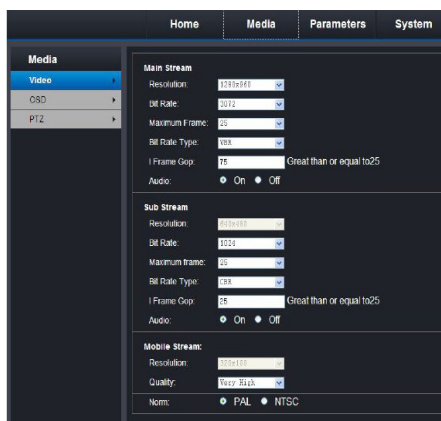 Home Media Parameters System
Media
Video
OSD
PTZ
Main Stream
Resolution: 1280x960
Bit Rate: 3072
Maximum Frame: 25
Bit Rate Type: VBR
I Frame Gop: 75 Great than or equal to25
Audio: On Off
Sub Stream
Resolution: 640x480
Bit Rate: 1024
Maximum frame: 25
Bit Rate Type: CBR
I Frame Gop: 25 Great than or equal to25
Audio: On Off
Mobile Stream:
Resolution:
Quality: Very High
Norm: PAL NTSC